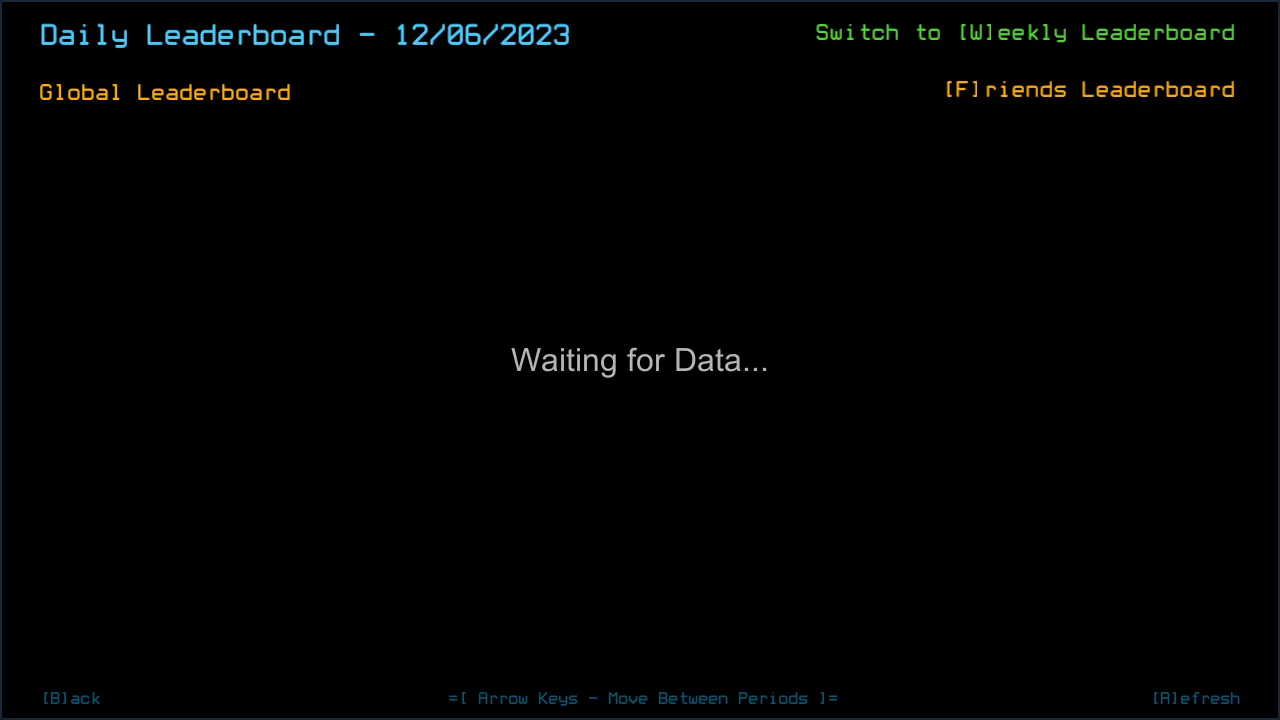 Daily Leaderboard - 12/06/2023
Switch to [W]eekly Leaderboard
Global Leaderboard
[F]riends Leaderboard
Waiting for Data...
[B]ack
=[ Arrow Keys - Move Between Periods ]=
[R]efresh